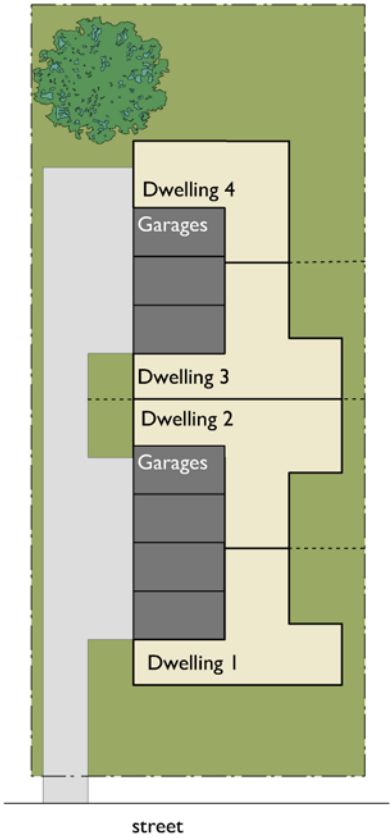 Dwelling 4
Garages
Dwelling 3
Dwelling 2
Garages
Dwelling 1
street